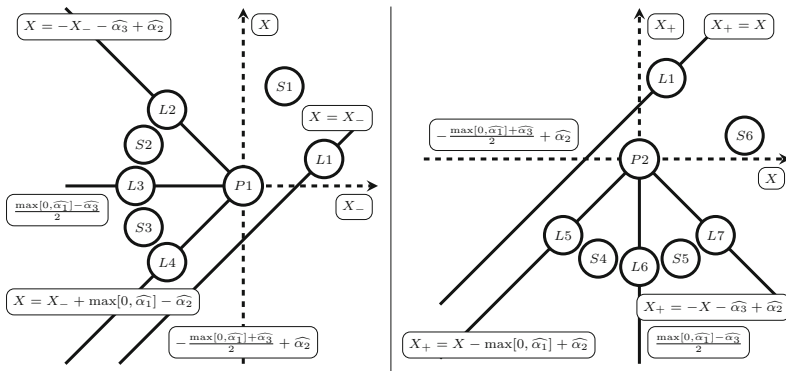 X = −X₋ − α̂₃ + α̂₂
X
S1
L2
X = X₋
S2
L1
L3
P1
max[0,α̂₁]−α̂₃
2
X₋
S3
L4
X = X₋ + max[0, α̂₁] − α̂₂
− max[0,α̂₁]+α̂₃
2
+ α̂₂
X₊
X₊ = X
L1
− max[0,α̂₁]+α̂₃
2
+ α̂₂
S6
P2
X
L5
L7
S4
L6
S5
X₊ = −X − α̂₃ + α̂₂
X₊ = X − max[0, α̂₁] + α̂₂
max[0,α̂₁]−α̂₃
2